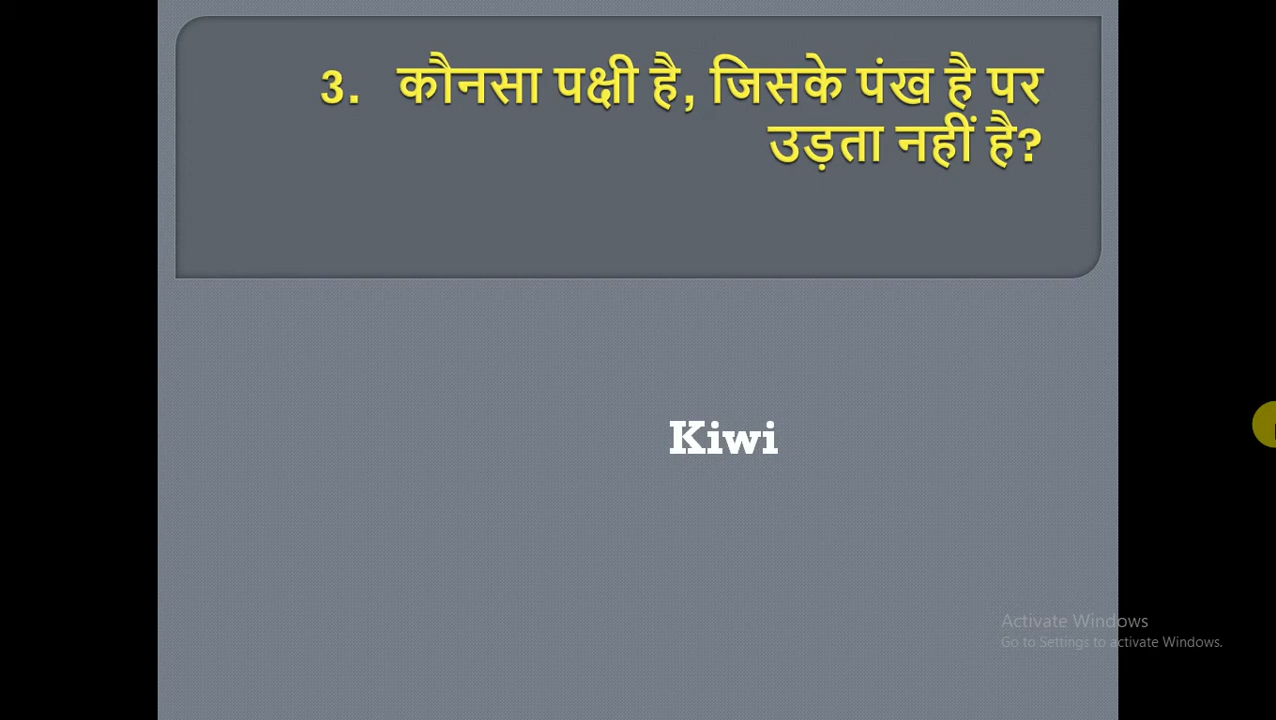 3. कौनसा पक्षी है, जिसके पंख है पर
उड़ता नहीं है?
Kiwi
Activate Windows
Go to Settings to activate Windows.